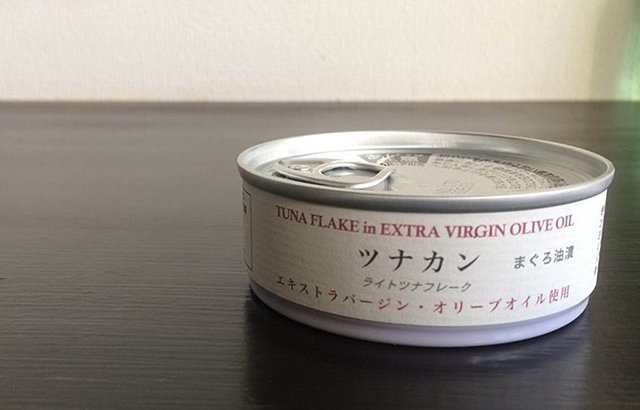 TUNA FLAKE in EXTRA VIRGIN OLIVE OIL
ツナカン まぐろ油漬
ライトツナフレーク
エキストラバージン・オリーブオイル使用